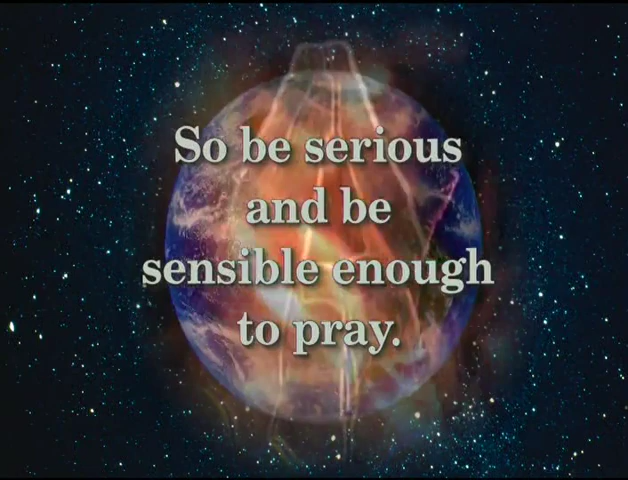 So be serious
and be
sensible enough
to pray.